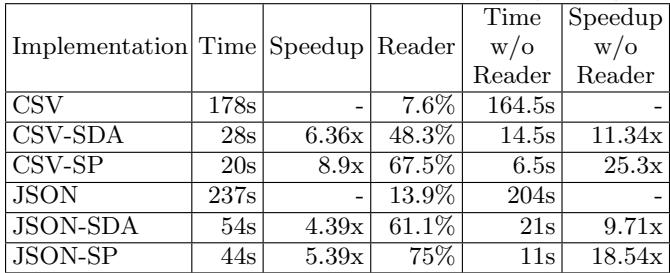 Implementation Time Speedup Reader Time w/o Reader Speedup w/o Reader
CSV 178s - 7.6% 164.5s -
CSV-SDA 28s 6.36x 48.3% 14.5s 11.34x
CSV-SP 20s 8.9x 67.5% 6.5s 25.3x
JSON 237s - 13.9% 204s -
JSON-SDA 54s 4.39x 61.1% 21s 9.71x
JSON-SP 44s 5.39x 75% 11s 18.54x